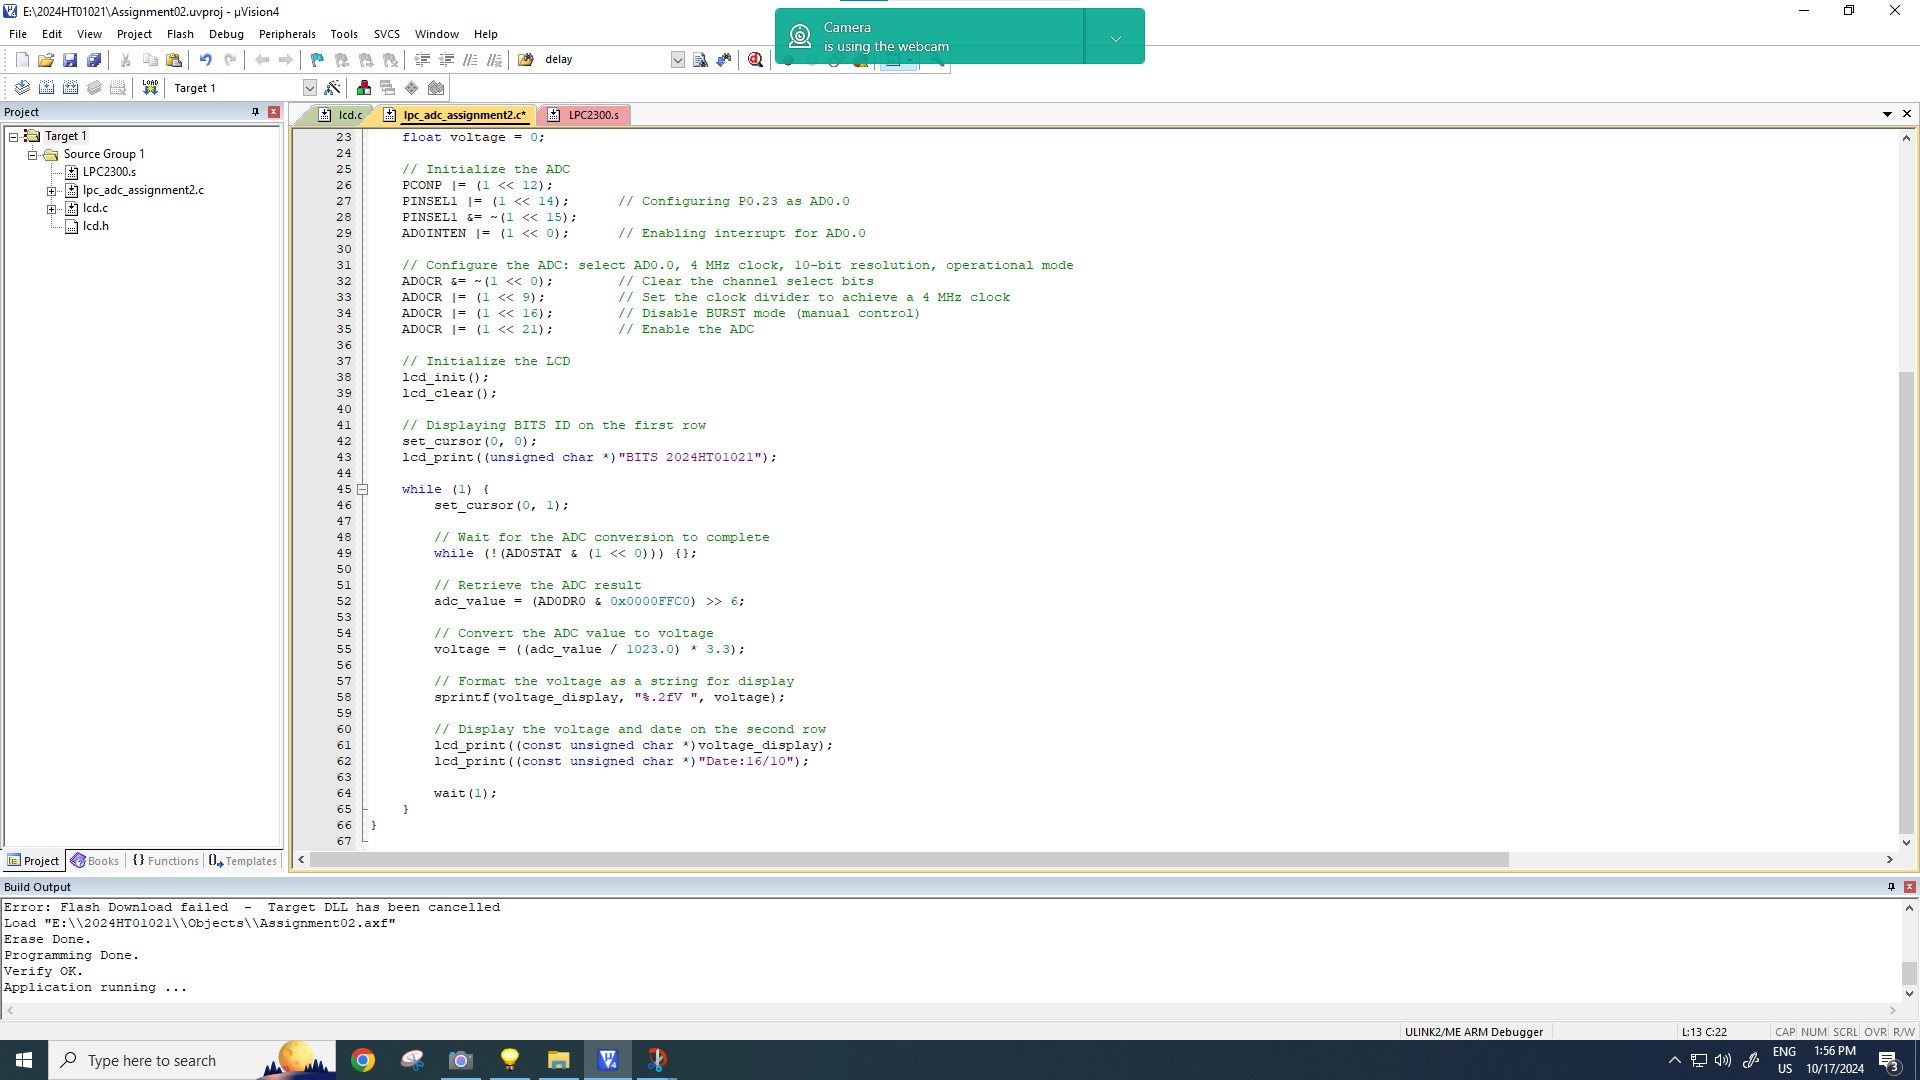 E:\2024HT01021\Assignment02.uvproj - µVision4
Camera
is using the webcam
File Edit View Project Flash Debug Peripherals Tools SVCS Window Help
delay
LOAD Target 1
Project
lcd.c lpc_adc_assignment2.c* LPC2300.s
Target 1
Source Group 1
LPC2300.s
lpc_adc_assignment2.c
lcd.c
lcd.h
23 float voltage = 0;
24
25 // Initialize the ADC
26 PCONP |= (1 << 12);
27 PINSEL1 |= (1 << 14); // Configuring P0.23 as AD0.0
28 PINSEL1 &= ~(1 << 15);
29 AD0INTEN |= (1 << 0); // Enabling interrupt for AD0.0
30
31 // Configure the ADC: select AD0.0, 4 MHz clock, 10-bit resolution, operational mode
32 AD0CR &= ~(1 << 0); // Clear the channel select bits
33 AD0CR |= (1 << 9); // Set the clock divider to achieve a 4 MHz clock
34 AD0CR |= (1 << 16); // Disable BURST mode (manual control)
35 AD0CR |= (1 << 21); // Enable the ADC
36
37 // Initialize the LCD
38 lcd_init();
39 lcd_clear();
40
41 // Displaying BITS ID on the first row
42 set_cursor(0, 0);
43 lcd_print((unsigned char *)"BITS 2024HT01021");
44
45 while (1) {
46 set_cursor(0, 1);
47
48 // Wait for the ADC conversion to complete
49 while (!(AD0STAT & (1 << 0))) {};
50
51 // Retrieve the ADC result
52 adc_value = (AD0DR0 & 0x0000FFC0) >> 6;
53
54 // Convert the ADC value to voltage
55 voltage = ((adc_value / 1023.0) * 3.3);
56
57 // Format the voltage as a string for display
58 sprintf(voltage_display, "%.2fV ", voltage);
59
60 // Display the voltage and date on the second row
61 lcd_print((const unsigned char *)voltage_display);
62 lcd_print((const unsigned char *)"Date:16/10");
63
64 wait(1);
65 }
66 }
67
Project Books {} Functions Templates
Build Output
Error: Flash Download failed - Target DLL has been cancelled
Load "E:\\2024HT01021\\Objects\\Assignment02.axf"
Erase Done.
Programming Done.
Verify OK.
Application running ...
ULINK2/ME ARM Debugger L:13 C:22 CAP NUM SCRL OVR R/W
Type here to search
ENG
US
1:56 PM
10/17/2024
3